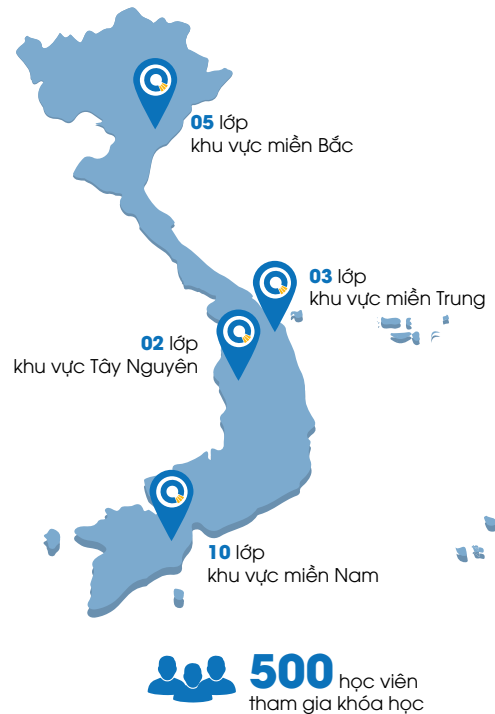 05 lớp
khu vực miền Bắc
03 lớp
khu vực miền Trung
02 lớp
khu vực Tây Nguyên
10 lớp
khu vực miền Nam
500 học viên
tham gia khóa học